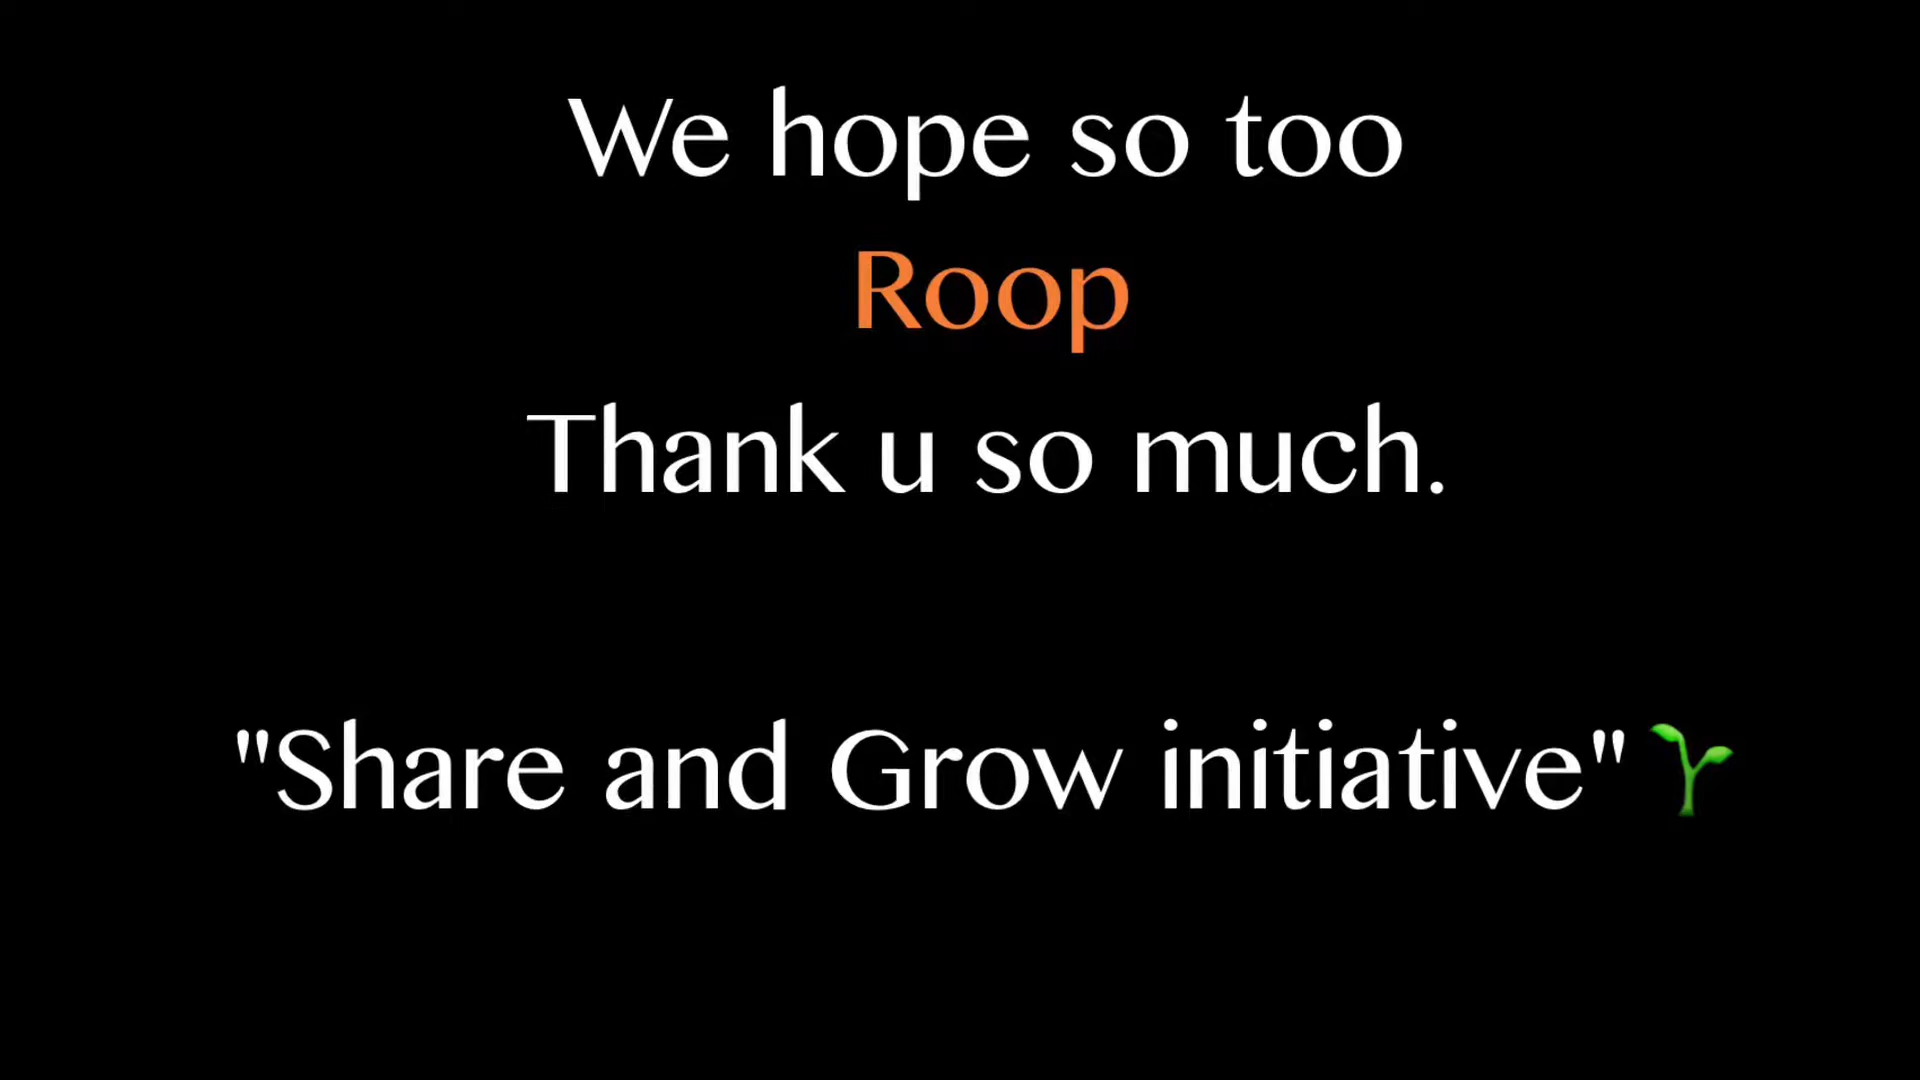 We hope so too
Roop
Thank u so much.
"Share and Grow initiative"🌱